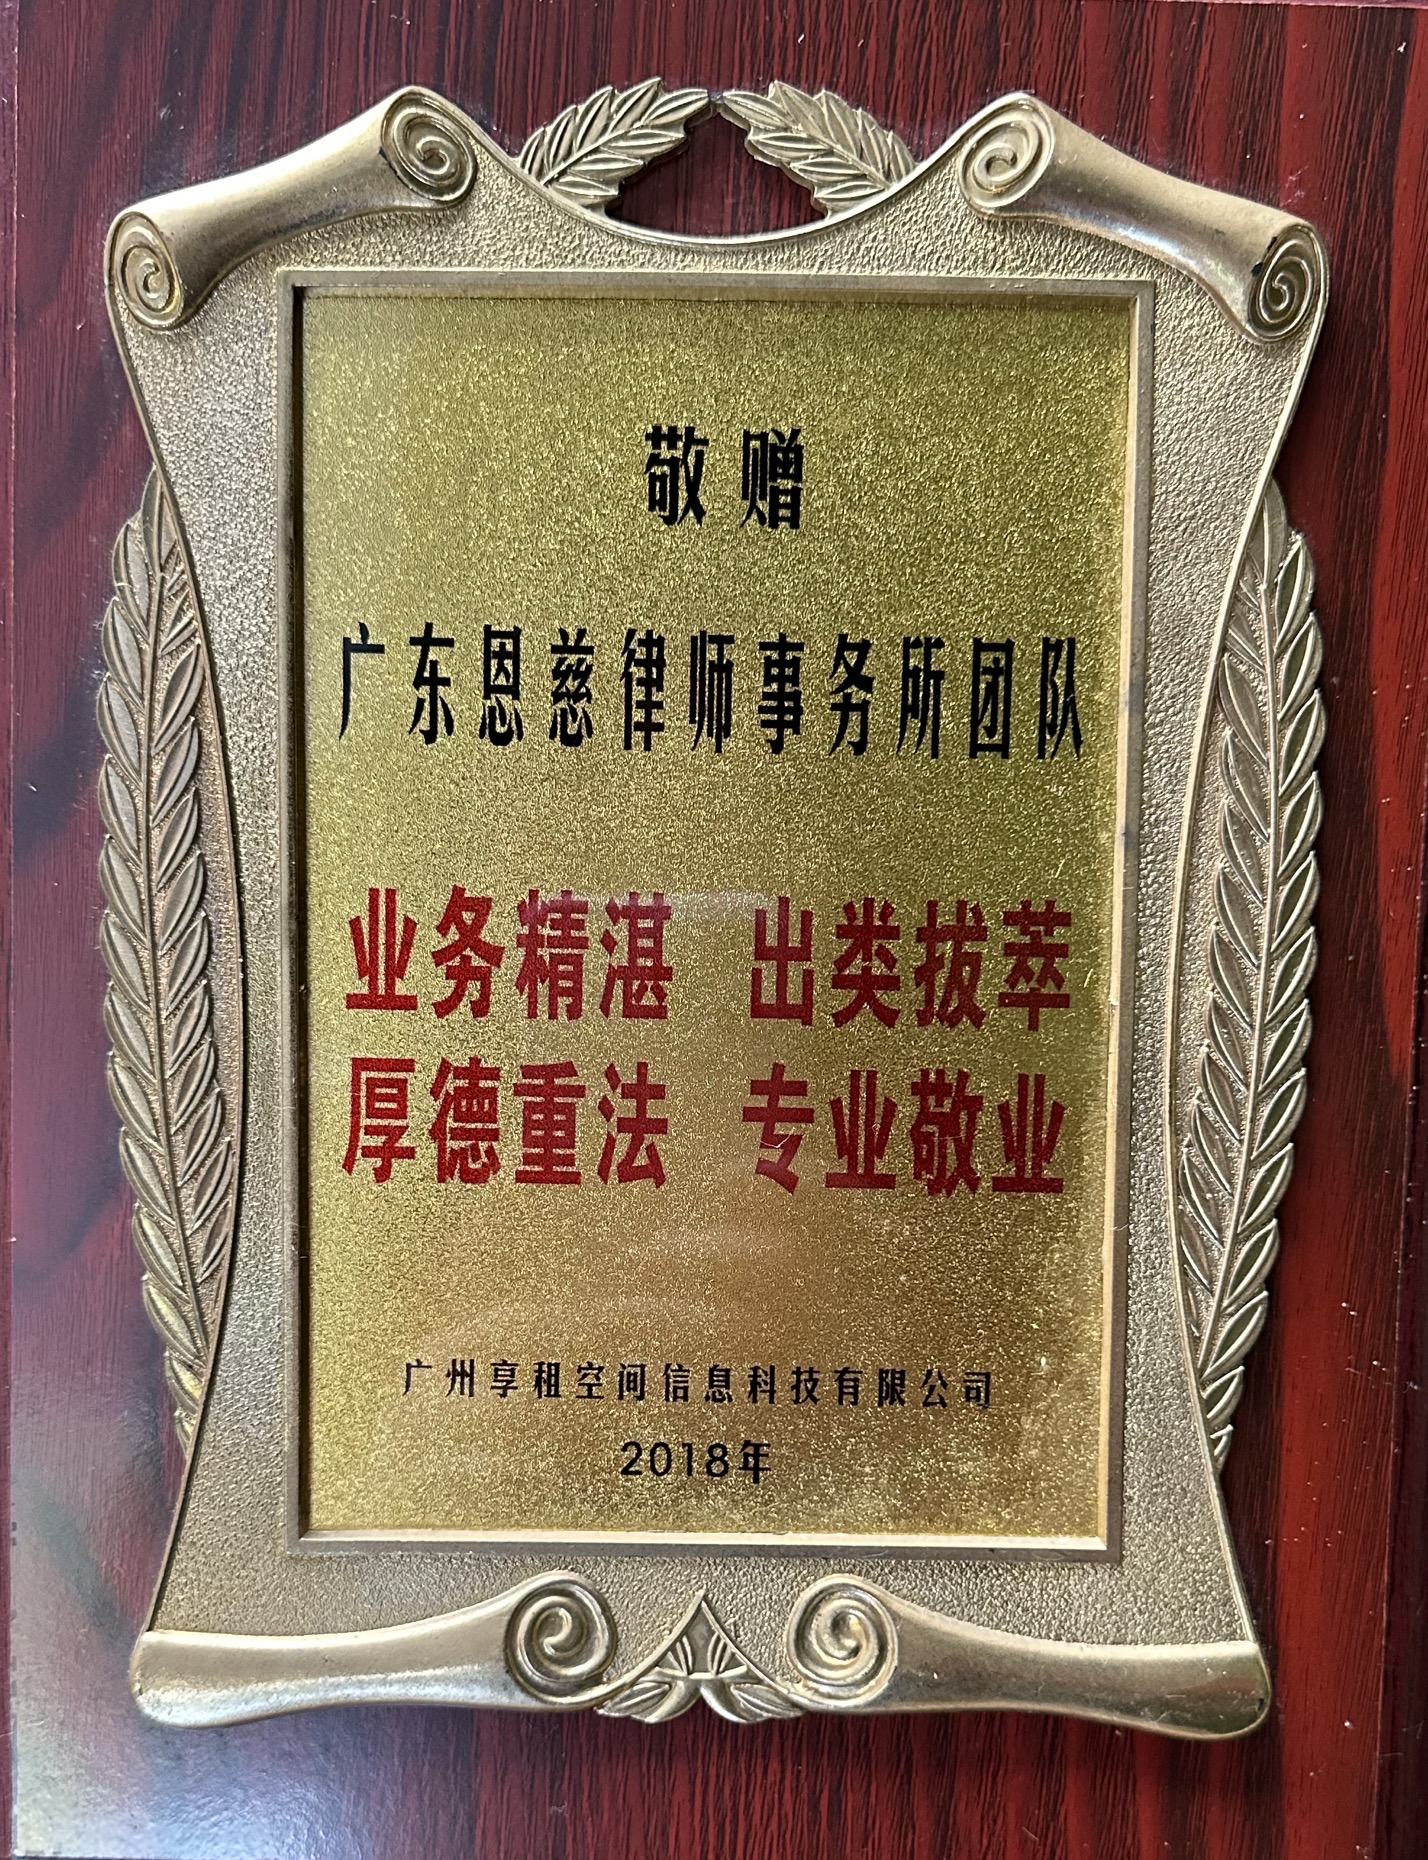 敬赠
广东恩慈律师事务所团队
业务精湛 出类拔萃
厚德重法 专业敬业
广州享租空间信息科技有限公司
2018年